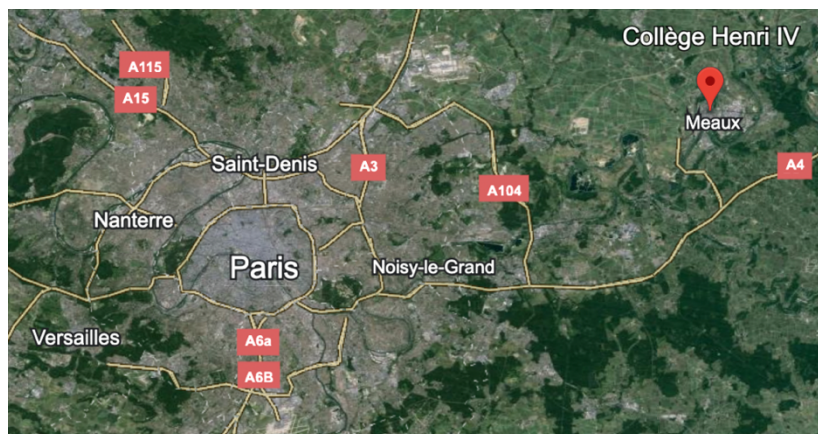 Collège Henri IV
A115
A15
Meaux
Saint-Denis
A3
A4
A104
Nanterre
Paris
Noisy-le-Grand
Versailles
A6a
A6B